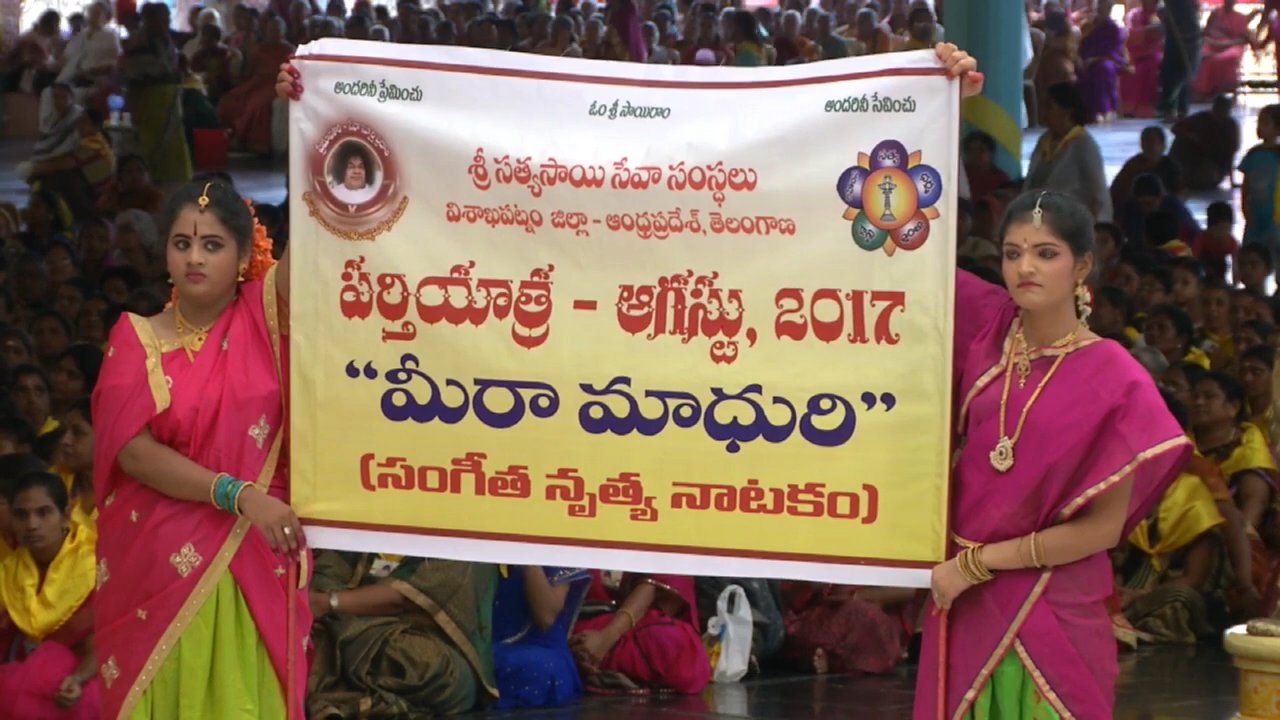 అందరినీ ప్రేమించు
ఓం శ్రీ సాయిరాం
అందరినీ సేవించు
శ్రీ సత్యసాయి సేవా సంస్థలు
విశాఖపట్నం జిల్లా - ఆంధ్రప్రదేశ్, తెలంగాణ
పర్తియాత్ర - ఆగస్టు, 2017
"మీరా మాధురి"
(సంగీత నృత్య నాటకం)